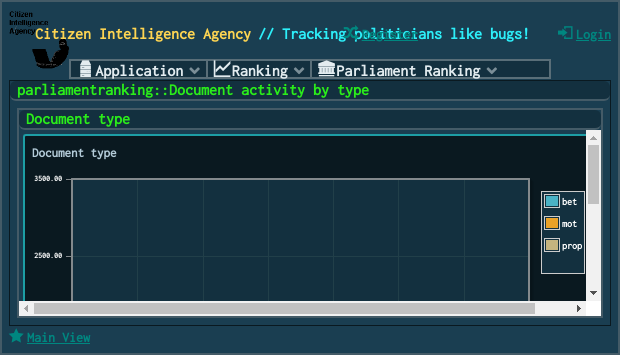 Citizen
Intelligence
Agency
Citizen Intelligence Agency // Tracking politicians like bugs!
Register
Login
Application
Ranking
Parliament Ranking
parliamentranking::Document activity by type
Document type
Document type
3500.00
2500.00
bet
mot
prop
Main View